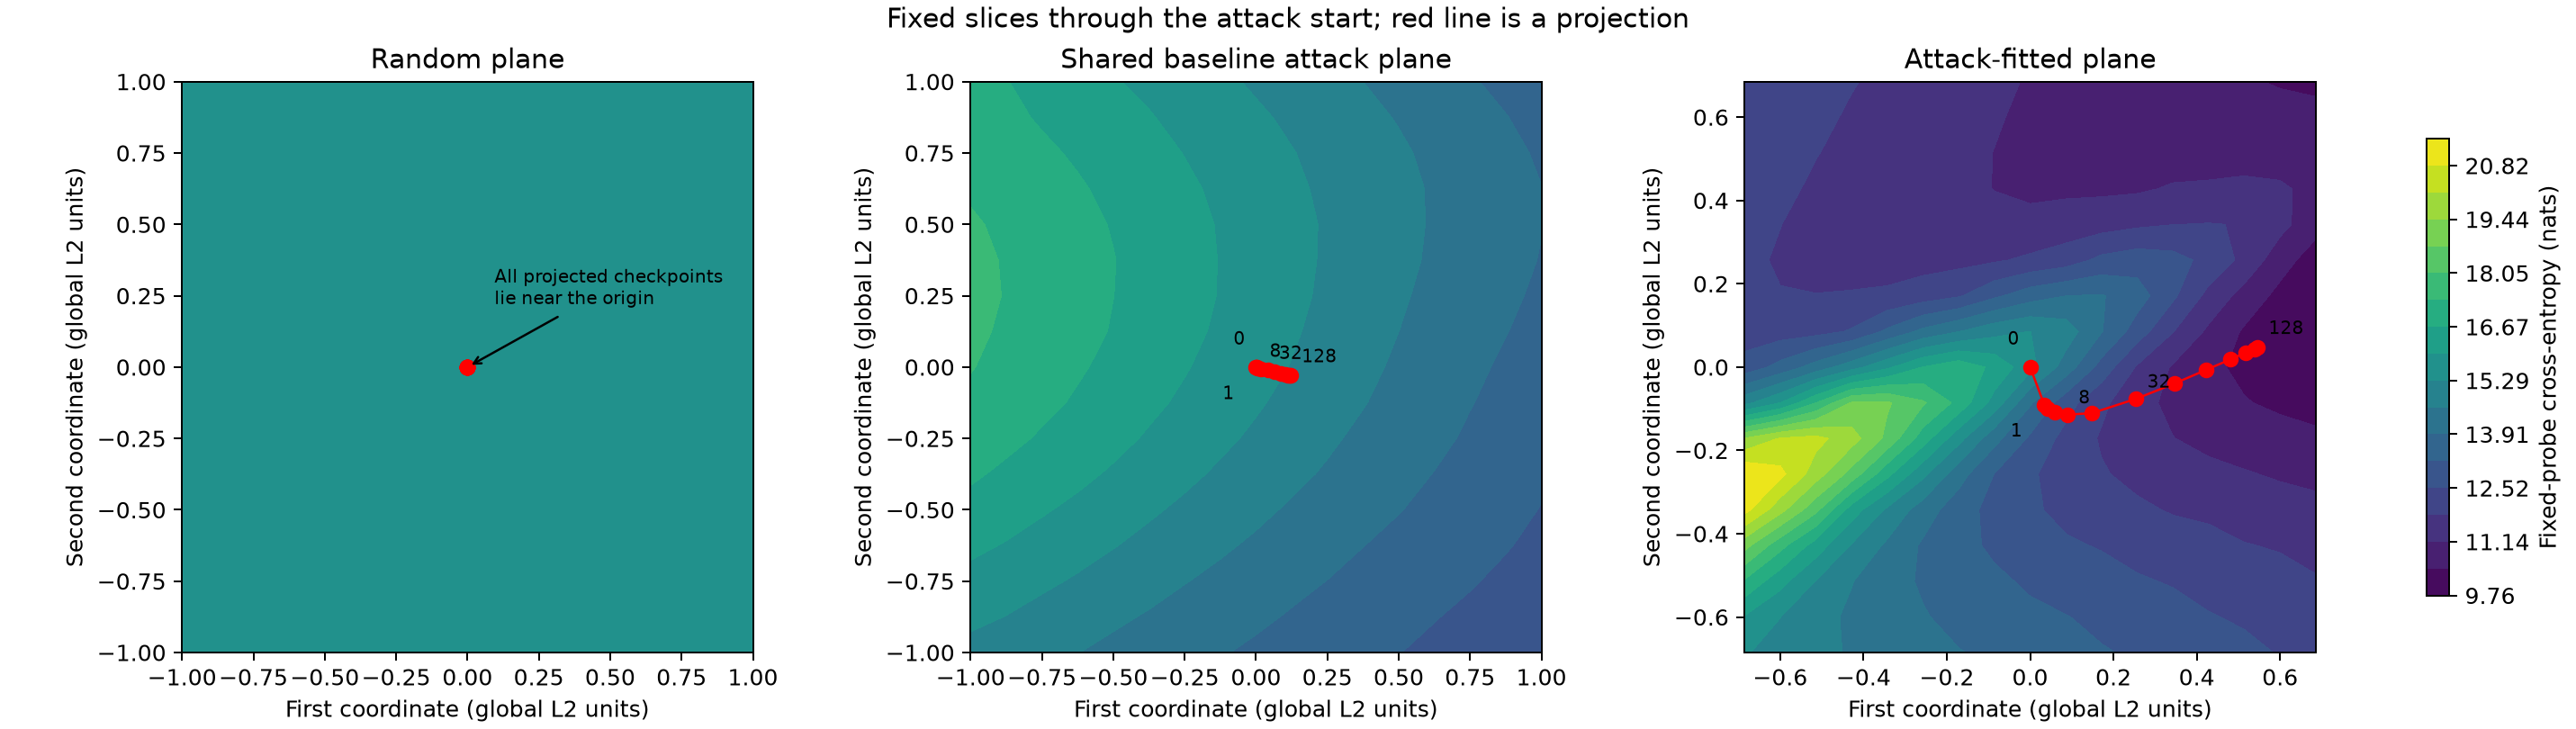 Fixed slices through the attack start; red line is a projection
Random plane
1.00
0.75
0.50
0.25
0.00
−0.25
−0.50
−0.75
−1.00
Second coordinate (global L2 units)
All projected checkpoints
lie near the origin
−1.00 −0.75 −0.50 −0.25 0.00 0.25 0.50 0.75 1.00
First coordinate (global L2 units)
Shared baseline attack plane
1.00
0.75
0.50
0.25
0.00
−0.25
−0.50
−0.75
−1.00
Second coordinate (global L2 units)
0
8
32
128
1
−1.00 −0.75 −0.50 −0.25 0.00 0.25 0.50 0.75 1.00
First coordinate (global L2 units)
Attack-fitted plane
0.6
0.4
0.2
0.0
−0.2
−0.4
−0.6
Second coordinate (global L2 units)
0
128
32
8
1
−0.6 −0.4 −0.2 0.0 0.2 0.4 0.6
First coordinate (global L2 units)
20.82
19.44
18.05
16.67
15.29
13.91
12.52
11.14
9.76
Fixed-probe cross-entropy (nats)